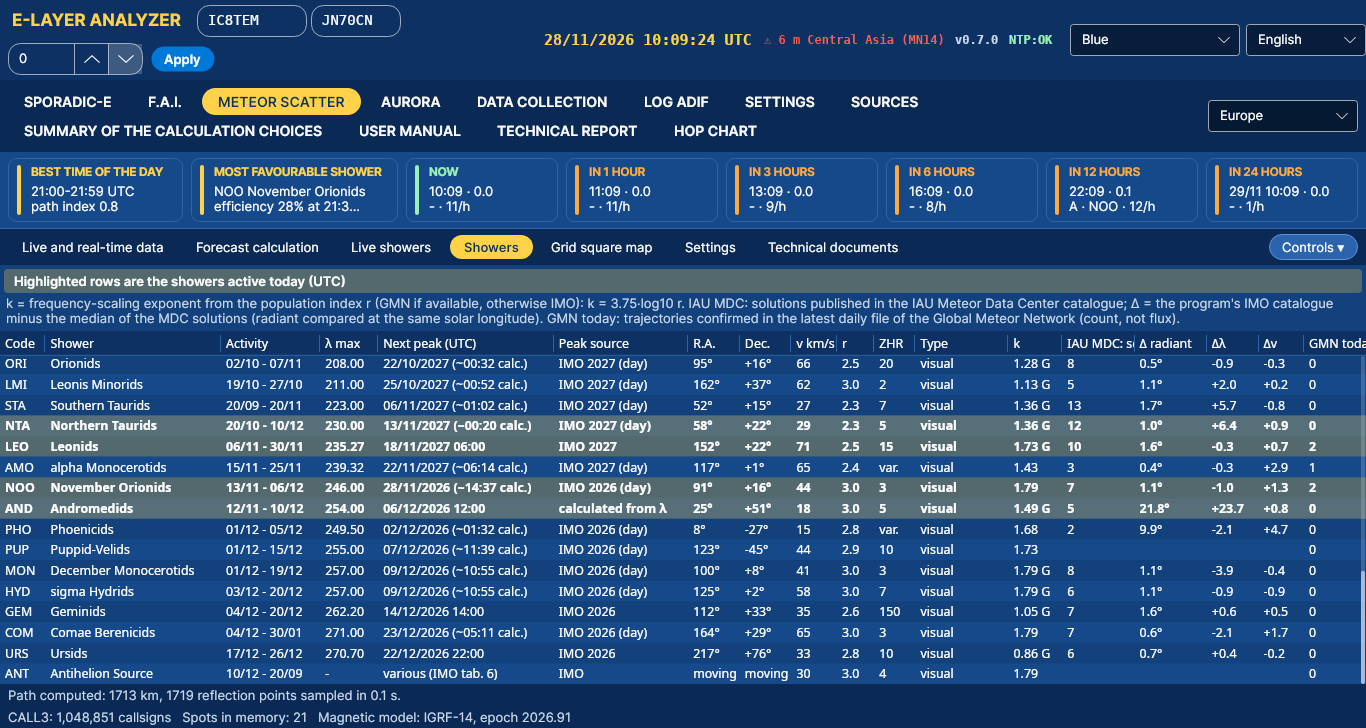 E-LAYER ANALYZER IC8TEM JN70CN
28/11/2026 10:09:24 UTC ⚠ 6 m Central Asia (MN14) v0.7.0 NTP:OK Blue English
0 Apply
SPORADIC-E F.A.I. METEOR SCATTER AURORA DATA COLLECTION LOG ADIF SETTINGS SOURCES
SUMMARY OF THE CALCULATION CHOICES USER MANUAL TECHNICAL REPORT HOP CHART
Europe
BEST TIME OF THE DAY
21:00-21:59 UTC
path index 0.8
MOST FAVOURABLE SHOWER
NOO November Orionids
efficiency 28% at 21:3...
NOW
10:09 · 0.0
- · 11/h
IN 1 HOUR
11:09 · 0.0
- · 11/h
IN 3 HOURS
13:09 · 0.0
- · 9/h
IN 6 HOURS
16:09 · 0.0
- · 8/h
IN 12 HOURS
22:09 · 0.1
A · NOO · 12/h
IN 24 HOURS
29/11 10:09 · 0.0
- · 1/h
Live and real-time data Forecast calculation Live showers Showers Grid square map Settings Technical documents Controls ▾
Highlighted rows are the showers active today (UTC)
k = frequency-scaling exponent from the population index r (GMN if available, otherwise IMO): k = 3.75·log10 r. IAU MDC: solutions published in the IAU Meteor Data Center catalogue; Δ = the program's IMO catalogue
minus the median of the MDC solutions (radiant compared at the same solar longitude). GMN today: trajectories confirmed in the latest daily file of the Global Meteor Network (count, not flux).
Code Shower Activity λ max Next peak (UTC) Peak source R.A. Dec. v km/s r ZHR Type k IAU MDC: s Δ radiant Δλ Δv GMN toda
ORI Orionids 02/10 - 07/11 208.00 22/10/2027 (~00:32 calc.) IMO 2027 (day) 95° +16° 66 2.5 20 visual 1.28 G 8 0.5° -0.9 -0.3 0
LMI Leonis Minorids 19/10 - 27/10 211.00 25/10/2027 (~00:52 calc.) IMO 2027 (day) 162° +37° 62 3.0 2 visual 1.13 G 5 1.1° +2.0 +0.2 0
STA Southern Taurids 20/09 - 20/11 223.00 06/11/2027 (~01:02 calc.) IMO 2027 (day) 52° +15° 27 2.3 7 visual 1.36 G 13 1.7° +5.7 -0.8 0
NTA Northern Taurids 20/10 - 10/12 230.00 13/11/2027 (~00:20 calc.) IMO 2027 (day) 58° +22° 29 2.3 5 visual 1.36 G 12 1.0° +6.4 +0.9 0
LEO Leonids 06/11 - 30/11 235.27 18/11/2027 06:00 IMO 2027 152° +22° 71 2.5 15 visual 1.73 G 10 1.6° -0.3 +0.7 2
AMO alpha Monocerotids 15/11 - 25/11 239.32 22/11/2027 (~06:14 calc.) IMO 2027 (day) 117° +1° 65 2.4 var. visual 1.43 3 0.4° -0.3 +2.9 1
NOO November Orionids 13/11 - 06/12 246.00 28/11/2026 (~14:37 calc.) IMO 2026 (day) 91° +16° 44 3.0 3 visual 1.79 7 1.1° -1.0 +1.3 2
AND Andromedids 12/11 - 10/12 254.00 06/12/2026 12:00 calculated from λ 25° +51° 18 3.0 5 visual 1.49 G 5 21.8° +23.7 +0.8 0
PHO Phoenicids 01/12 - 05/12 249.50 02/12/2026 (~01:32 calc.) IMO 2026 (day) 8° -27° 15 2.8 var. visual 1.68 2 9.9° -2.1 +4.7 0
PUP Puppid-Velids 01/12 - 15/12 255.00 07/12/2026 (~11:39 calc.) IMO 2026 (day) 123° -45° 44 2.9 10 visual 1.73 0
MON December Monocerotids 01/12 - 19/12 257.00 09/12/2026 (~10:55 calc.) IMO 2026 (day) 100° +8° 41 3.0 3 visual 1.79 G 8 1.1° -3.9 -0.4 0
HYD sigma Hydrids 03/12 - 20/12 257.00 09/12/2026 (~10:55 calc.) IMO 2026 (day) 125° +2° 58 3.0 7 visual 1.79 G 6 1.1° -0.9 -0.9 0
GEM Geminids 04/12 - 20/12 262.20 14/12/2026 14:00 IMO 2026 112° +33° 35 2.6 150 visual 1.05 G 7 1.6° +0.6 +0.5 0
COM Comae Berenicids 04/12 - 30/01 271.00 23/12/2026 (~05:11 calc.) IMO 2026 (day) 164° +29° 65 3.0 3 visual 1.79 7 0.6° -2.1 +1.7 0
URS Ursids 17/12 - 26/12 270.70 22/12/2026 22:00 IMO 2026 217° +76° 33 2.8 10 visual 0.86 G 6 0.7° +0.4 -0.2 0
ANT Antihelion Source 10/12 - 20/09 - various (IMO tab. 6) IMO moving moving 30 3.0 4 visual 1.79 0
Path computed: 1713 km, 1719 reflection points sampled in 0.1 s.
CALL3: 1,048,851 callsigns Spots in memory: 21 Magnetic model: IGRF-14, epoch 2026.91